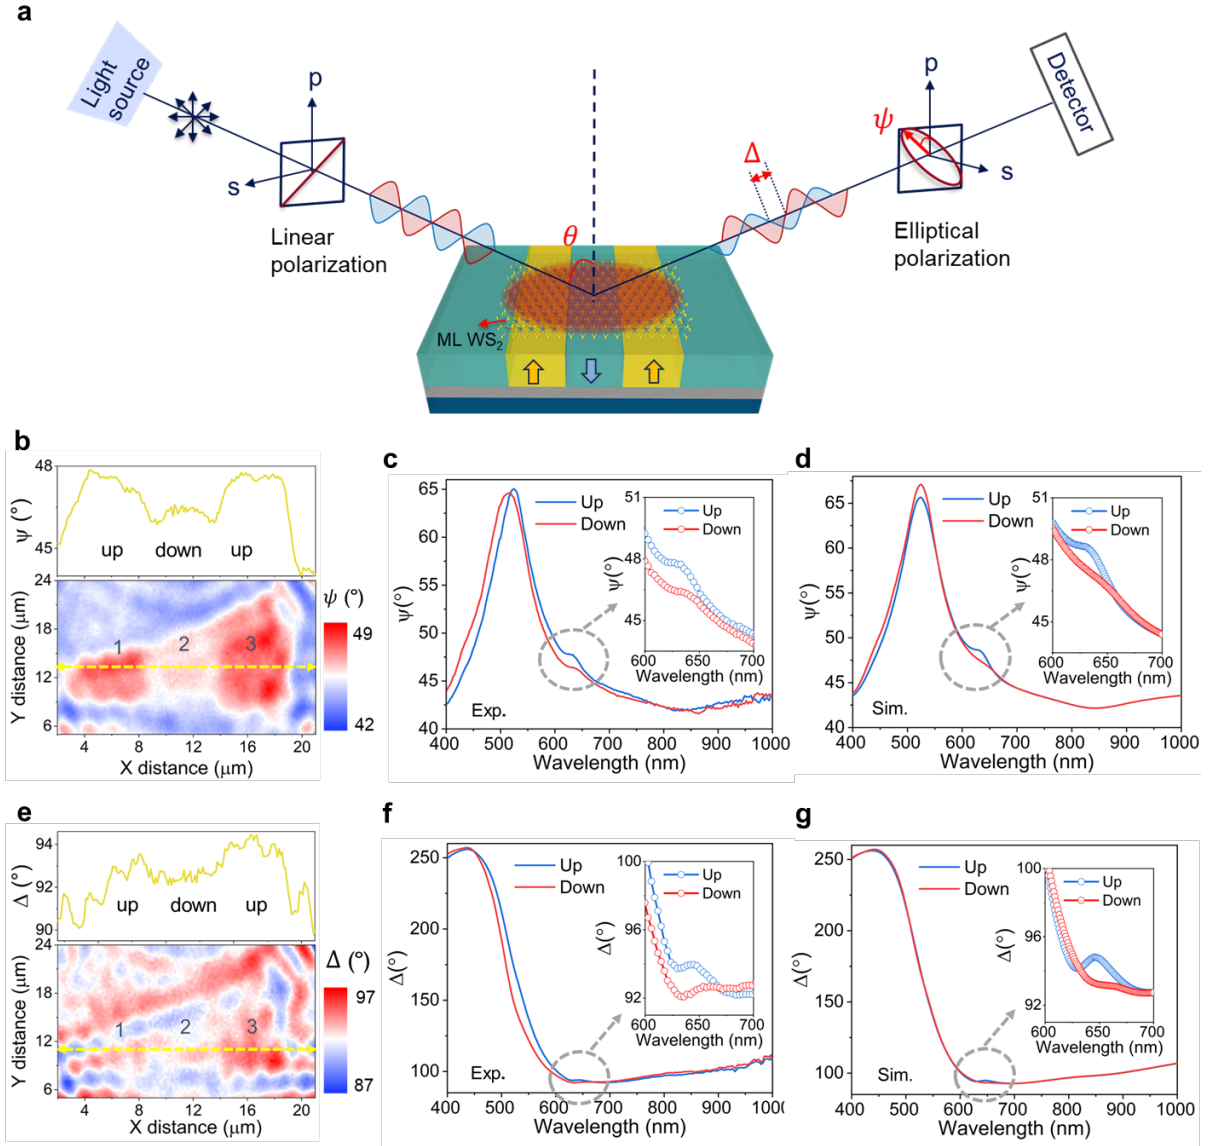 a
Light
source
p
s
Linear
polarization
θ
Δ
ψ
p
s
Elliptical
polarization
Detector
ML WS₂
b
48
45
ψ (°)
up down up
24
18
12
6
Y distance (μm)
1 2 3
4 8 12 16 20
X distance (μm)
ψ (°)
49
42
c
65
60
55
50
45
40
ψ(°)
Up
Down
Exp.
400 500 600 700 800 900 1000
Wavelength (nm)
51
48
45
ψ(°)
Up
Down
600 650 700
Wavelength (nm)
d
65
60
55
50
45
40
ψ(°)
Up
Down
Sim.
400 500 600 700 800 900 1000
Wavelength (nm)
51
48
45
ψ(°)
Up
Down
600 650 700
Wavelength (nm)
e
94
92
90
Δ (°)
up down up
24
18
12
6
Y distance (μm)
1 2 3
4 8 12 16 20
X distance (μm)
Δ (°)
97
87
f
250
200
150
100
Δ(°)
Up
Down
Exp.
400 500 600 700 800 900 1000
Wavelength (nm)
100
96
92
Δ(°)
Up
Down
600 650 700
Wavelength (nm)
g
250
200
150
100
Δ(°)
Up
Down
Sim.
400 500 600 700 800 900 1000
Wavelength (nm)
100
96
92
Δ(°)
Up
Down
600 650 700
Wavelength (nm)